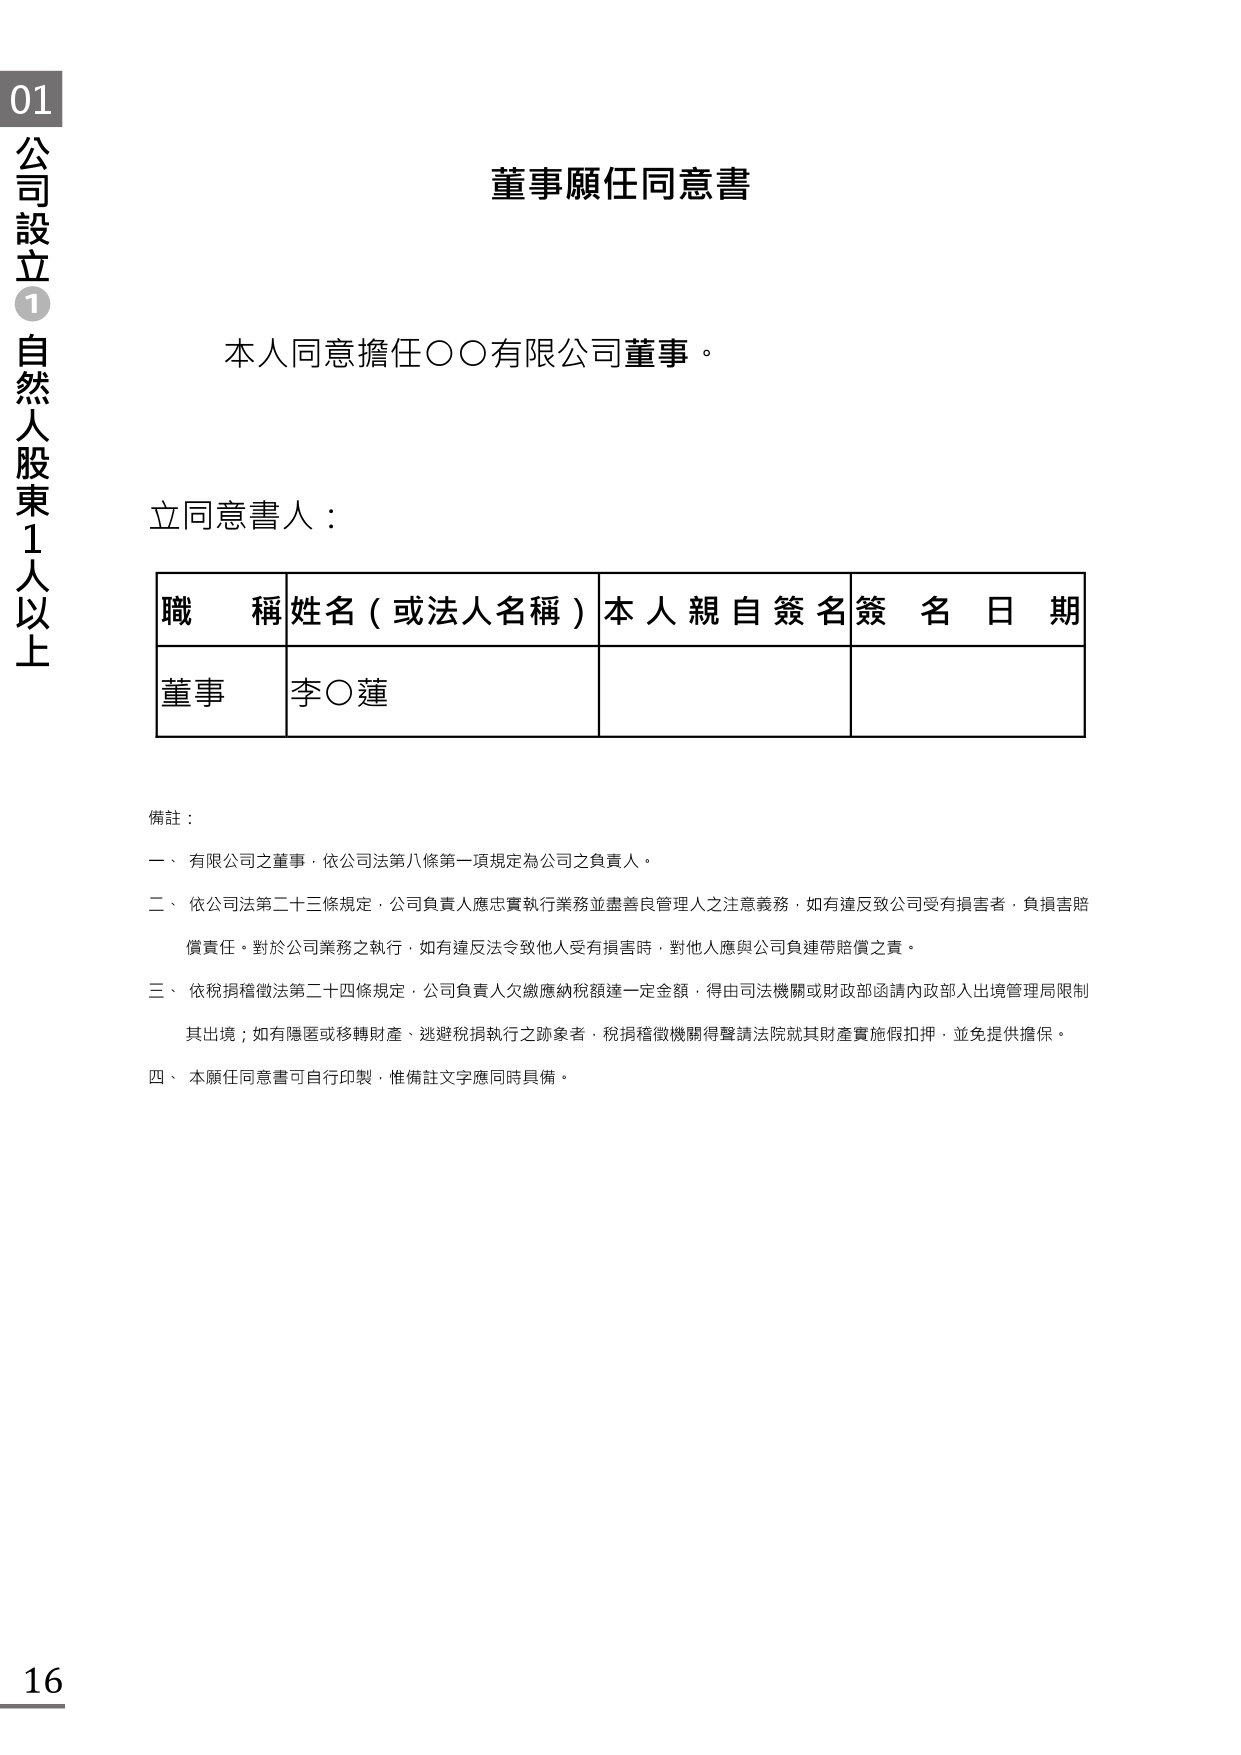 01
公司設立❶自然人股東1人以上
董事願任同意書
本人同意擔任○○有限公司董事。
立同意書人：
職　　稱 姓名（或法人名稱） 本人親自簽名 簽名日期
董事 李○蓮
備註：
一、 有限公司之董事，依公司法第八條第一項規定為公司之負責人。
二、 依公司法第二十三條規定，公司負責人應忠實執行業務並盡善良管理人之注意義務，如有違反致公司受有損害者，負損害賠
償責任。對於公司業務之執行，如有違反法令致他人受有損害時，對他人應與公司負連帶賠償之責。
三、 依稅捐稽徵法第二十四條規定，公司負責人欠繳應納稅額達一定金額，得由司法機關或財政部函請內政部入出境管理局限制
其出境；如有隱匿或移轉財產、逃避稅捐執行之跡象者，稅捐稽徵機關得聲請法院就其財產實施假扣押，並免提供擔保。
四、 本願任同意書可自行印製，惟備註文字應同時具備。
16